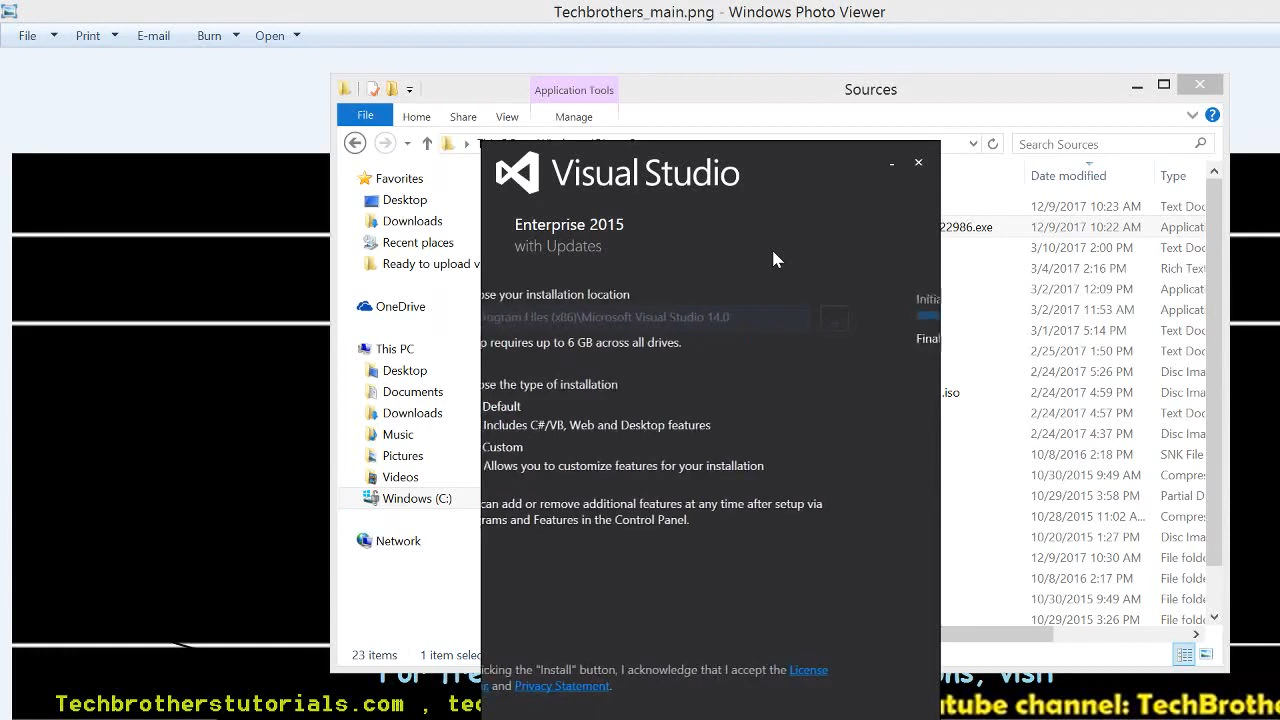 Techbrothers_main.png - Windows Photo Viewer
File Print E-mail Burn Open
Application Tools Sources
File Home Share View Manage
Search Sources
Visual Studio
Enterprise 2015
with Updates
ose your installation location
ogram Files (x86)\Microsoft Visual Studio 14.0
p requires up to 6 GB across all drives.
ose the type of installation
Default
Includes C#/VB, Web and Desktop features
Custom
Allows you to customize features for your installation
can add or remove additional features at any time after setup via
rams and Features in the Control Panel.
cking the "Install" button, I acknowledge that I accept the License
and Privacy Statement.
Initia
Final
Favorites
Desktop
Downloads
Recent places
Ready to upload v
OneDrive
This PC
Desktop
Documents
Downloads
Music
Pictures
Videos
Windows (C:)
Network
Date modified Type
12/9/2017 10:23 AM Text Doc
22986.exe 12/9/2017 10:22 AM Applicat
3/10/2017 2:00 PM Text Doc
3/4/2017 2:16 PM Rich Text
3/2/2017 12:09 PM Applicati
3/2/2017 11:53 AM Applicati
3/1/2017 5:14 PM Text Doc
2/25/2017 1:50 PM Text Doc
2/24/2017 5:26 PM Disc Ima
.iso 2/24/2017 4:57 PM Text Doc
2/24/2017 4:37 PM Disc Ima
10/8/2016 2:18 PM SNK File
10/30/2015 9:49 AM Compres
10/29/2015 3:58 PM Partial D
10/28/2015 11:02 A... Compres
10/20/2015 1:27 PM Disc Ima
12/9/2017 10:30 AM File folde
10/8/2016 2:17 PM File folde
10/30/2015 9:49 AM File folde
10/29/2015 3:26 PM File folde
23 items 1 item selec
visit
Techbrotherstutorials.com , tec
utube channel: TechBrothe